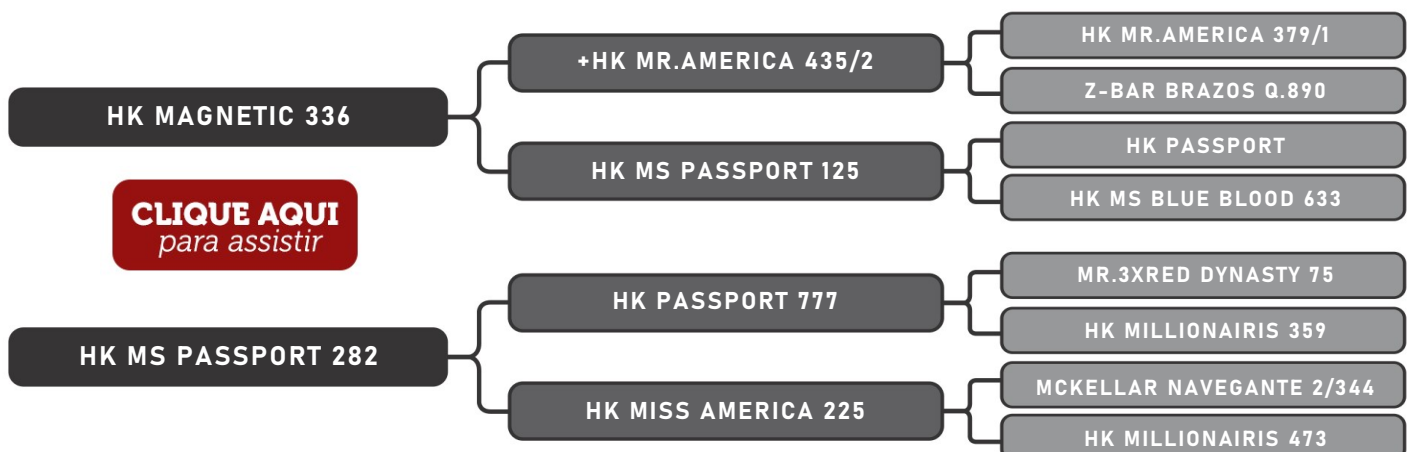 HK MR.AMERICA 379/1
+HK MR.AMERICA 435/2
Z-BAR BRAZOS Q.890
HK MAGNETIC 336
HK PASSPORT
HK MS PASSPORT 125
HK MS BLUE BLOOD 633
CLIQUE AQUI
para assistir
MR.3XRED DYNASTY 75
HK PASSPORT 777
HK MILLIONAIRIS 359
HK MS PASSPORT 282
MCKELLAR NAVEGANTE 2/344
HK MISS AMERICA 225
HK MILLIONAIRIS 473